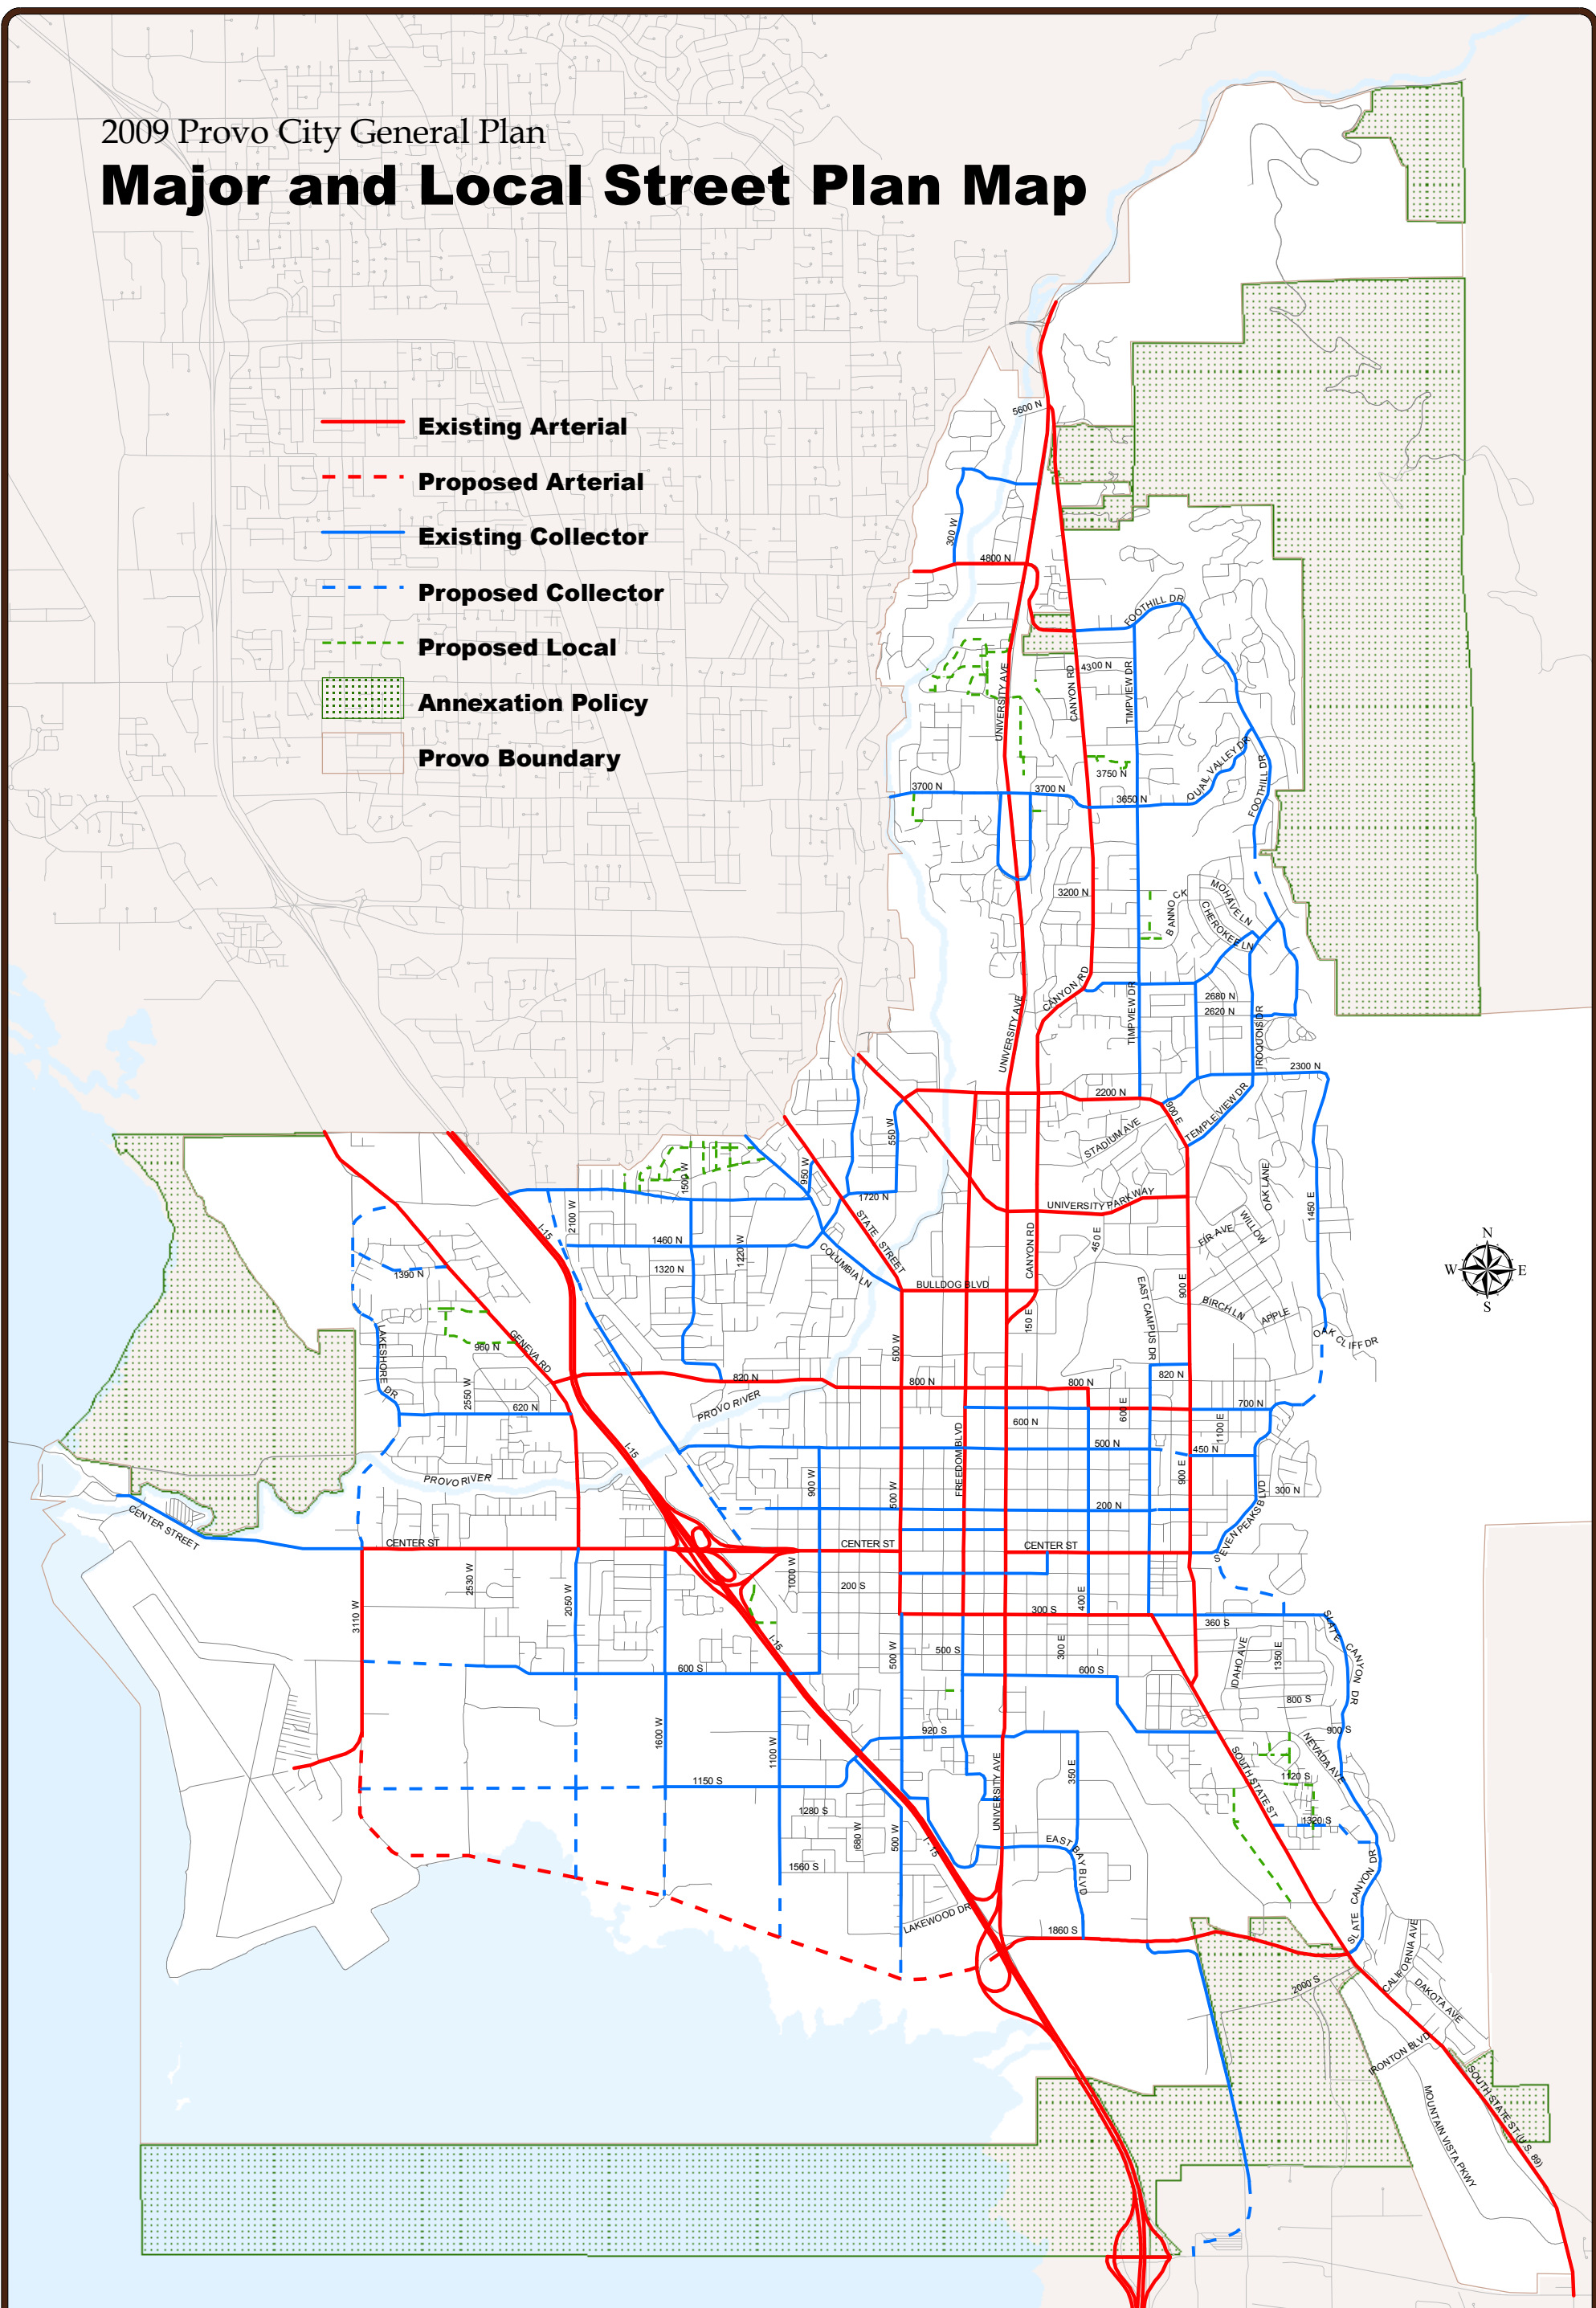 2009 Provo City General Plan
Major and Local Street Plan Map
Existing Arterial
Proposed Arterial
Existing Collector
Proposed Collector
Proposed Local
Annexation Policy
Provo Boundary
5600 N
300 W
4800 N
FOOTHILL DR
4300 N
UNIVERSITY AVE
CANYON RD
TIMPVIEW DR
QUAIL VALLEY DR
FOOTHILL DR
3750 N
3700 N
3700 N
3650 N
3200 N
BANNOCK
MOHAVE LN
CHEROKEE LN
CANYON RD
UNIVERSITY AVE
TIMPVIEW DR
2680 N
2620 N
IROQUOIS DR
2300 N
2200 N
900 E
TEMPLE VIEW DR
STADIUM AVE
550 W
950 W
1500 W
1720 N
UNIVERSITY PARKWAY
OAK LANE
1450 E
2100 W
I-15
STATE STREET
WILLOW
FIR AVE
450 E
CANYON RD
1460 N
1220 W
COLUMBIA LN
1320 N
1390 N
N
W
E
S
BULLDOG BLVD
EAST CAMPUS DR
900 E
BIRCH LN
APPLE
OAK CLIFF DR
150 E
500 W
LAKESHORE DR
GENEVA RD
960 N
2550 W
820 N
800 N
800 N
820 N
620 N
PROVO RIVER
600 E
700 N
FREEDOM BLVD
600 N
1100 E
I-15
500 N
450 N
PROVO RIVER
900 W
500 W
900 E
300 N
SEVEN PEAKS BLVD
200 N
CENTER STREET
CENTER ST
CENTER ST
CENTER ST
2530 W
2050 W
1000 W
200 S
400 E
3110 W
300 S
360 S
SLATE CANYON DR
I-15
500 W
500 S
300 E
IDAHO AVE
1350 E
600 S
600 S
800 S
1600 W
1100 W
920 S
900 S
NEVADA AVE
SOUTH STATE ST
350 E
UNIVERSITY AVE
1150 S
1120 S
1280 S
1320 S
680 W
500 W
I-15
EAST BAY BLVD
1560 S
SLATE CANYON DR
LAKEWOOD DR
1860 S
CALIFORNIA AVE
2000 S
DAKOTA AVE
IRONTON BLVD
MOUNTAIN VISTA PKWY
SOUTH STATE ST (U.S. 89)